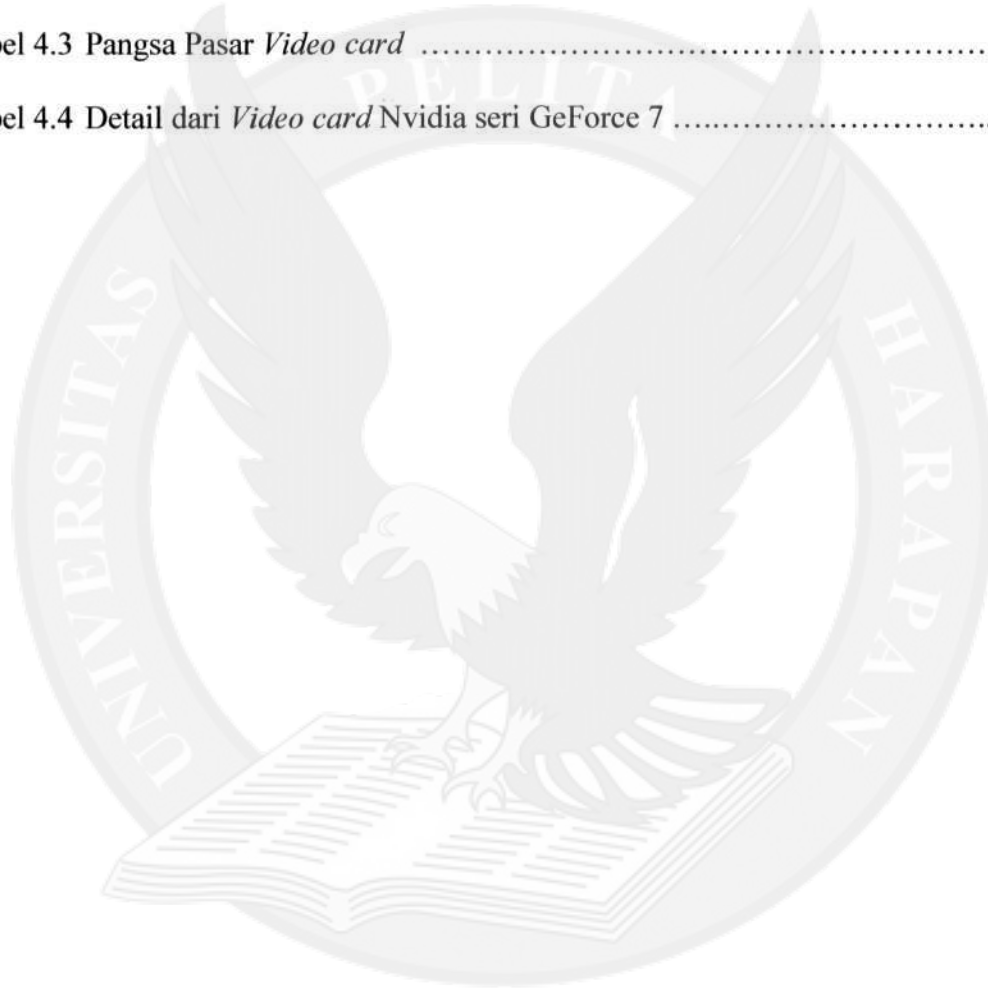 bel 4.3 Pangsa Pasar Video card ........................................................
bel 4.4 Detail dari Video card Nvidia seri GeForce 7 ...............................
UNIVERSITAS PELITA HARAPAN